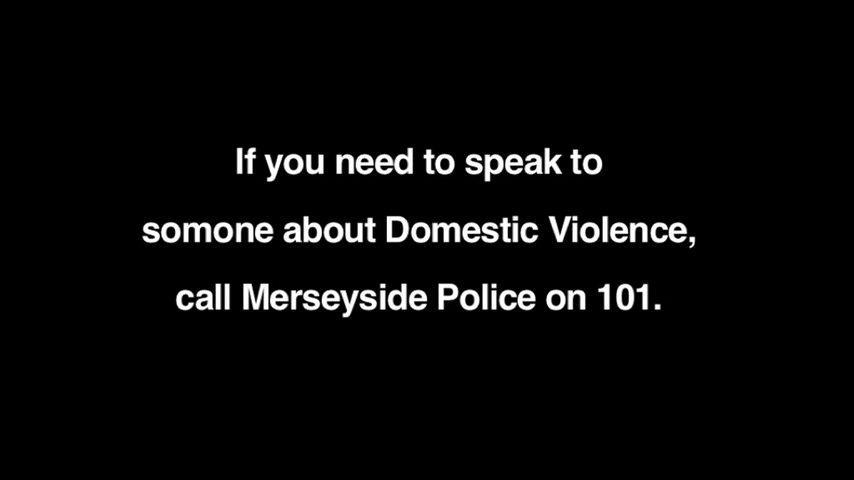 If you need to speak to
somone about Domestic Violence,
call Merseyside Police on 101.